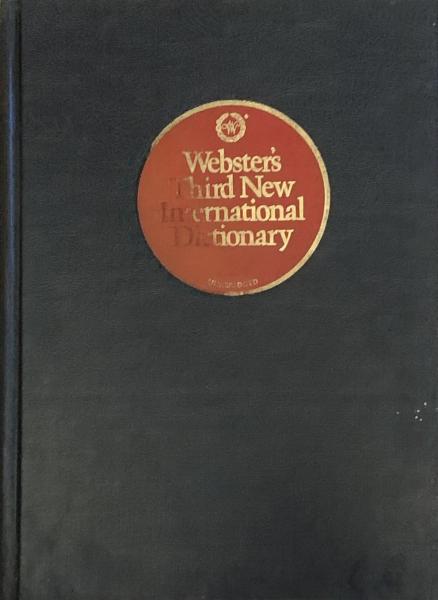 Webster's
Third New
International
Dictionary
UNABRIDGED